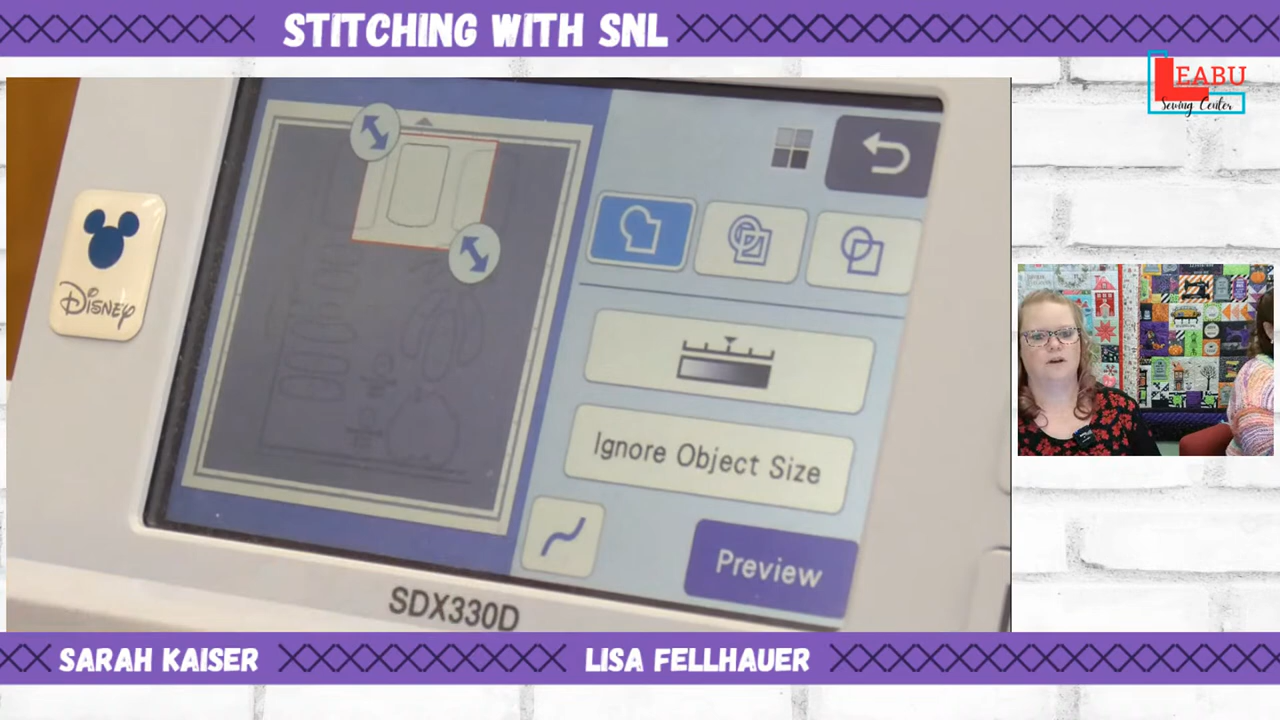 STITCHING WITH SNL
LEABU
Sewing Center
DISNEY
Ignore Object Size
Preview
SDX330D
SARAH KAISER
LISA FELLHAUER